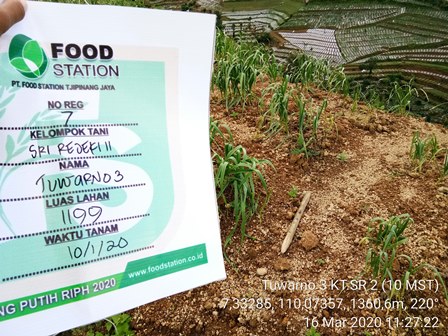 FOOD
STATION
PT. FOOD STATION TJIPINANG JAYA
NO REG
7
KELOMPOK TANI
SRI REJEKI II
NAMA
TUWARNO 3
LUAS LAHAN
1199
WAKTU TANAM
10/1/20
www.foodstation.co.id
NG PUTIH RIPH 2020
Tuwarno 3 KT.SR 2 (10 MST)
-7,33285, 110,07357, 1360,6m, 220°
16 Mar 2020 11:27:22